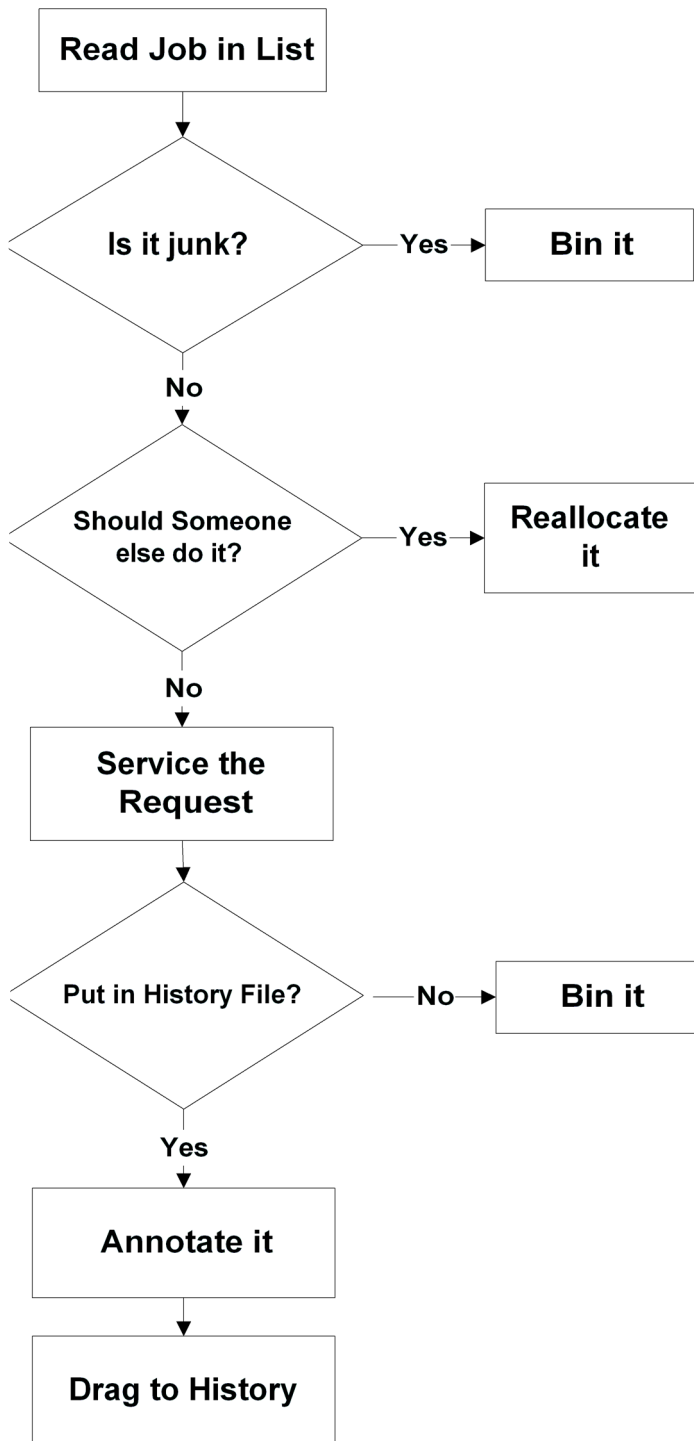 Read Job in List
Is it junk?
Yes
Bin it
No
Should Someone
else do it?
Yes
Reallocate
it
No
Service the
Request
Put in History File?
No
Bin it
Yes
Annotate it
Drag to History